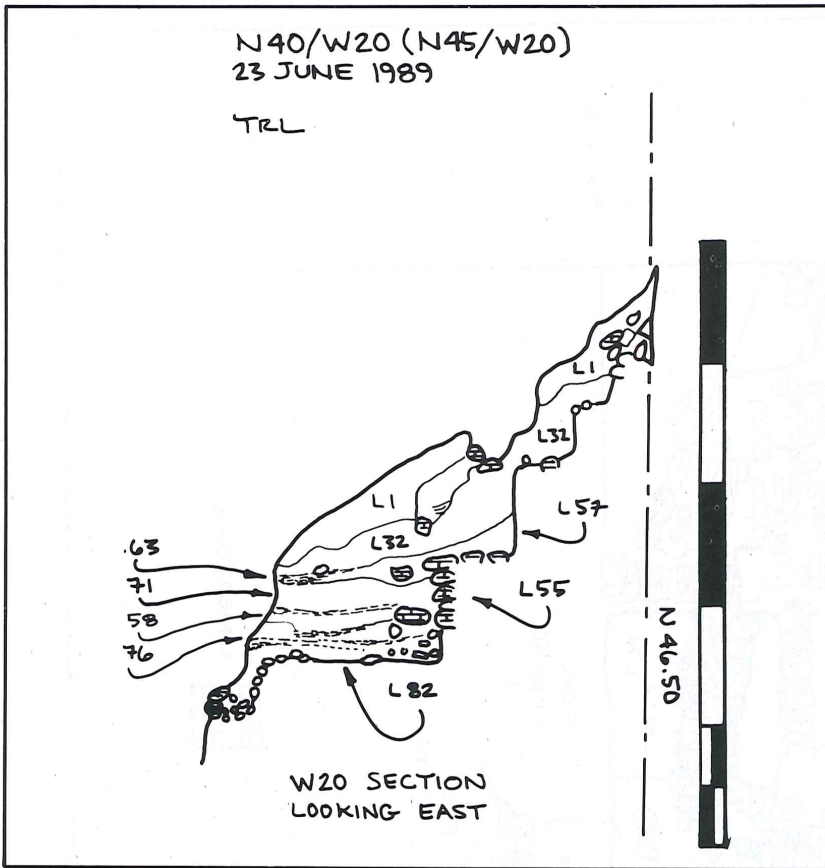 N40/W20 (N45/W20)
23 JUNE 1989
TRL
L1
L32
L1
L32
L57
.63
71
58
76
L55
L82
N 46.50
W20 SECTION
LOOKING EAST